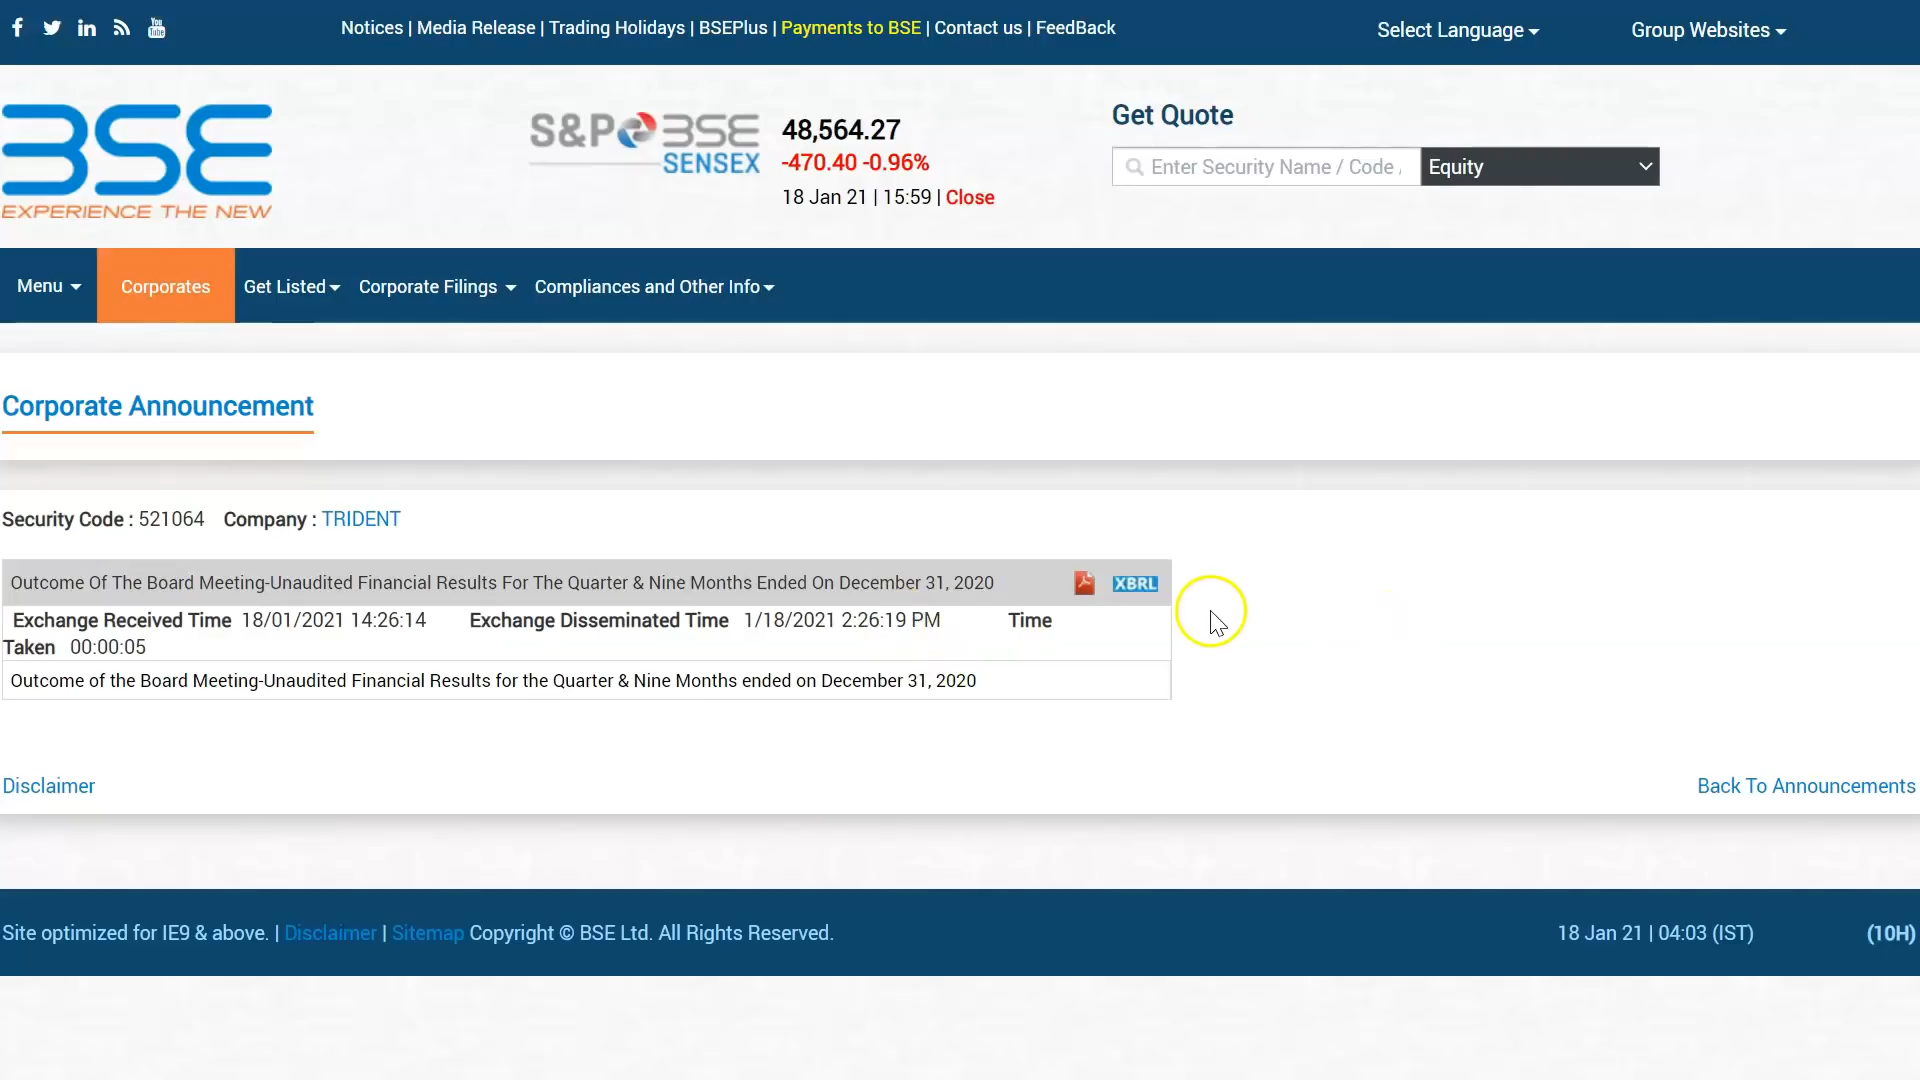 You Tube
Notices | Media Release | Trading Holidays | BSEPlus | Payments to BSE | Contact us | FeedBack
Select Language
Group Websites
BSE
EXPERIENCE THE NEW
S&P BSE
SENSEX
48,564.27
-470.40 -0.96%
18 Jan 21 | 15:59 | Close
Get Quote
Enter Security Name / Code /
Equity
Menu
Corporates
Get Listed
Corporate Filings
Compliances and Other Info
Corporate Announcement
Security Code : 521064 Company : TRIDENT
Outcome Of The Board Meeting-Unaudited Financial Results For The Quarter & Nine Months Ended On December 31, 2020
XBRL
Exchange Received Time 18/01/2021 14:26:14 Exchange Disseminated Time 1/18/2021 2:26:19 PM Time
Taken 00:00:05
Outcome of the Board Meeting-Unaudited Financial Results for the Quarter & Nine Months ended on December 31, 2020
Disclaimer
Back To Announcements
Site optimized for IE9 & above. | Disclaimer | Sitemap Copyright © BSE Ltd. All Rights Reserved.
18 Jan 21 | 04:03 (IST)
(10H)